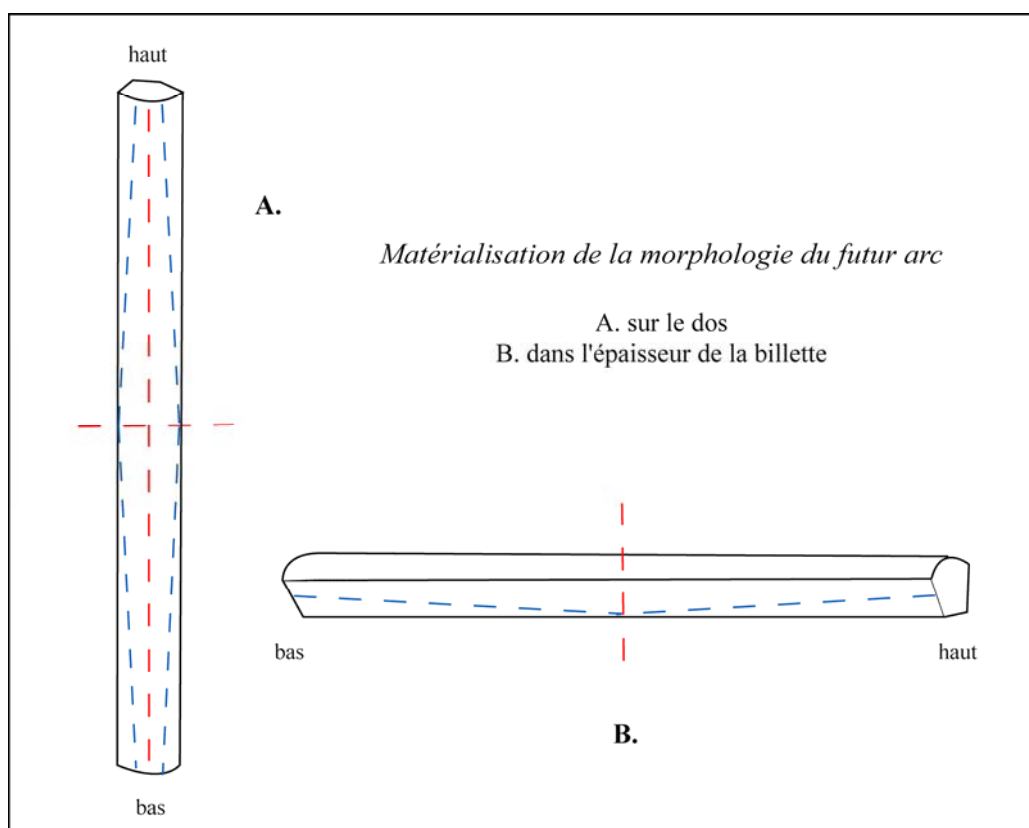 haut
A.
Matérialisation de la morphologie du futur arc
A. sur le dos
B. dans l'épaisseur de la billette
bas
haut
B.
bas